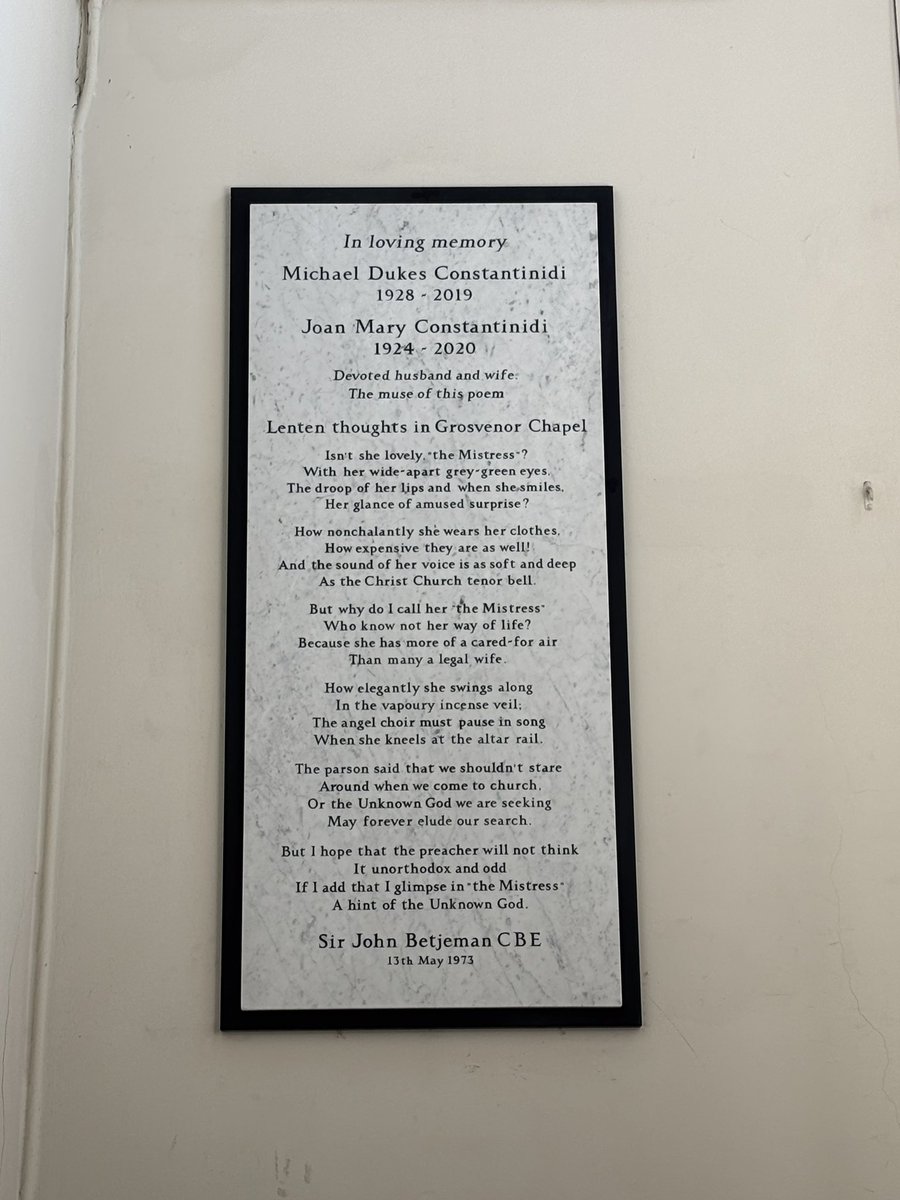 In loving memory
Michael Dukes Constantinidi
1928 - 2019
Joan Mary Constantinidi
1924 - 2020
Devoted husband and wife.
The muse of this poem
Lenten thoughts in Grosvenor Chapel
Isn't she lovely, "the Mistress"?
With her wide-apart grey-green eyes,
The droop of her lips and when she smiles,
Her glance of amused surprise?
How nonchalantly she wears her clothes,
How expensive they are as well!
And the sound of her voice is as soft and deep
As the Christ Church tenor bell.
But why do I call her "the Mistress"
Who know not her way of life?
Because she has more of a cared-for air
Than many a legal wife.
How elegantly she swings along
In the vapoury incense veil;
The angel choir must pause in song
When she kneels at the altar rail.
The parson said that we shouldn't stare
Around when we come to church,
Or the Unknown God we are seeking
May forever elude our search.
But I hope that the preacher will not think
It unorthodox and odd
If I add that I glimpse in "the Mistress"
A hint of the Unknown God.
Sir John Betjeman CBE
13th May 1973